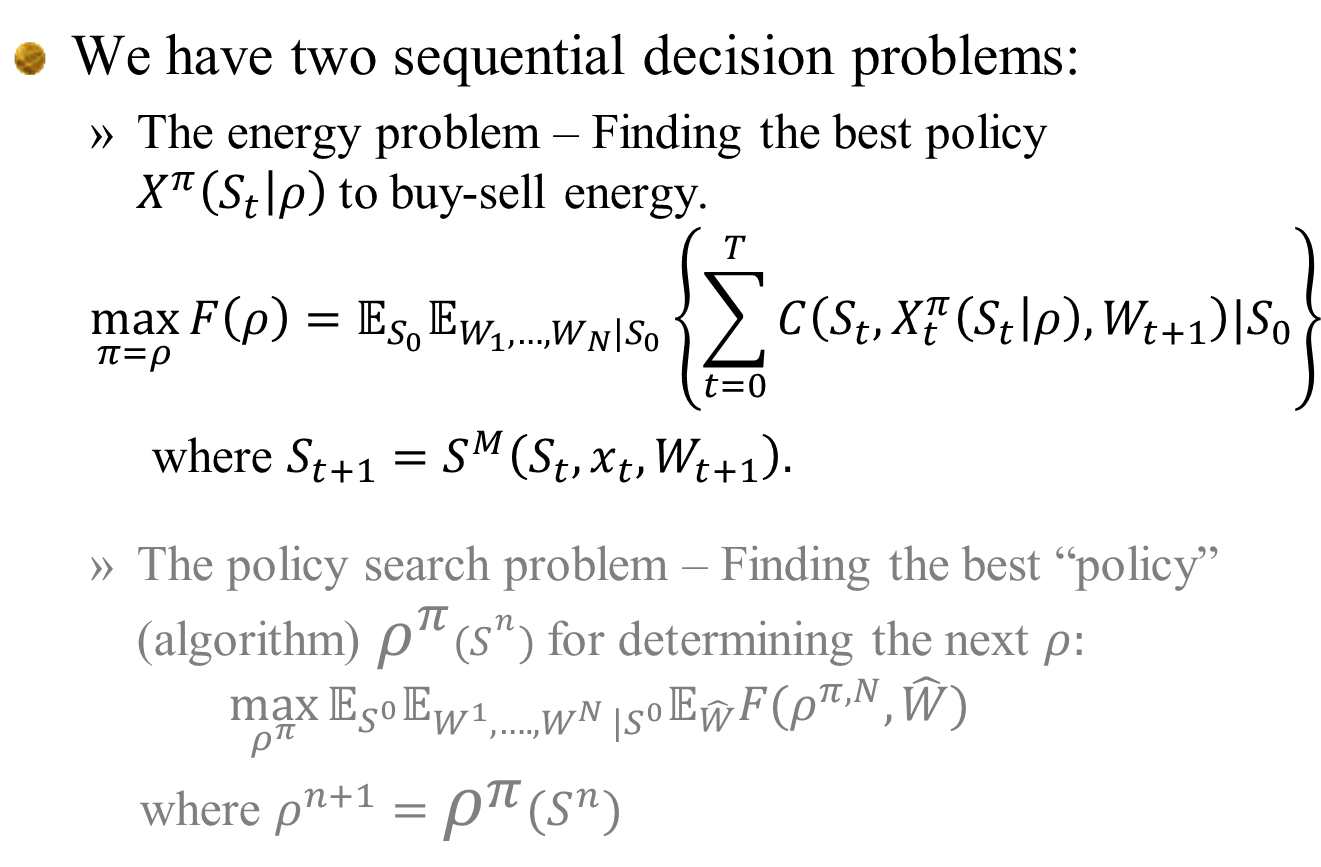 We have two sequential decision problems:
» The energy problem – Finding the best policy
X^π(S_t|ρ) to buy-sell energy.
max_{π=ρ} F(ρ) = 𝔼_{S_0}𝔼_{W_1,…,W_N|S_0} {∑_{t=0}^{T} C(S_t, X_t^π(S_t|ρ), W_{t+1})|S_0}
where S_{t+1} = S^M(S_t, x_t, W_{t+1}).
» The policy search problem – Finding the best “policy”
(algorithm) ρ^π(S^n) for determining the next ρ:
max_{ρ^π} 𝔼_{S^0}𝔼_{W^1,….,W^N |S^0}𝔼_{Ŵ}F(ρ^{π,N}, Ŵ)
where ρ^{n+1} = ρ^π(S^n)